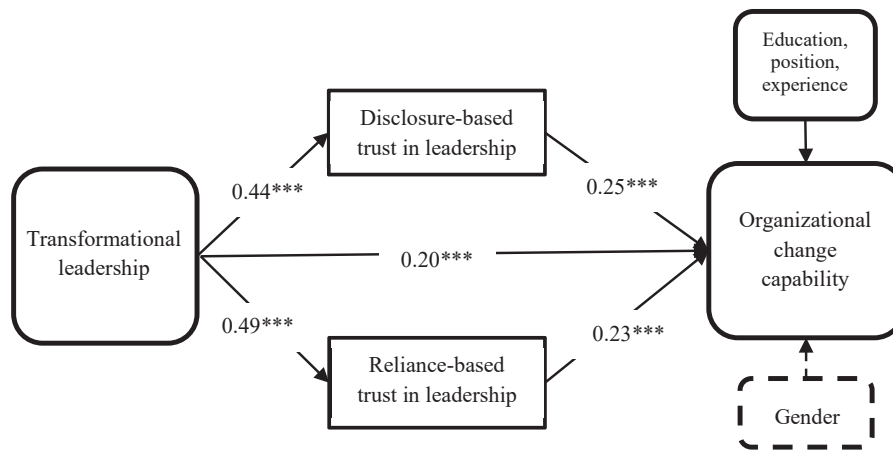 Education,
position,
experience
Disclosure-based
trust in leadership
0.44***
0.25***
Transformational
leadership
0.20***
Organizational
change
capability
0.49***
0.23***
Reliance-based
trust in leadership
Gender